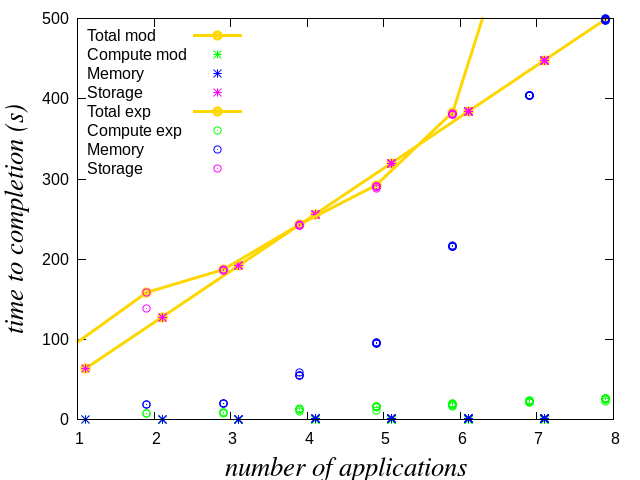 500
400
300
200
100
0
time to completion (s)
Total mod
Compute mod
Memory
Storage
Total exp
Compute exp
Memory
Storage
1 2 3 4 5 6 7 8
number of applications